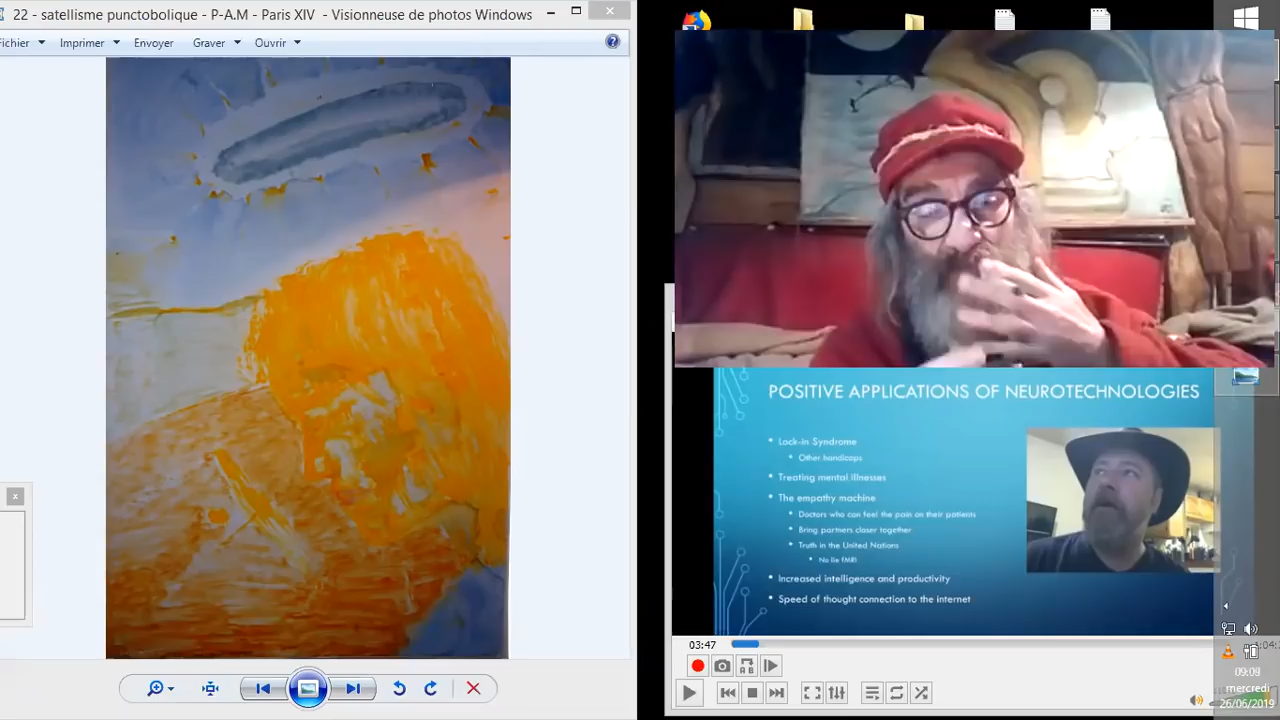 22 - satellisme punctobolique - P-A-M - Paris XIV - Visionneuse de photos Windows
ichier Imprimer Envoyer Graver Ouvrir
POSITIVE APPLICATIONS OF NEUROTECHNOLOGIES
Lock-in Syndrome
Other handicaps
Treating mental illnesses
The empathy machine
Doctors who can feel the pain on their patients
Bring partners closer together
Truth in the United Nations
No lie fMRI
Increased intelligence and productivity
Speed of thought connection to the internet
03:47
A B
09:09
mercredi
26/06/2019